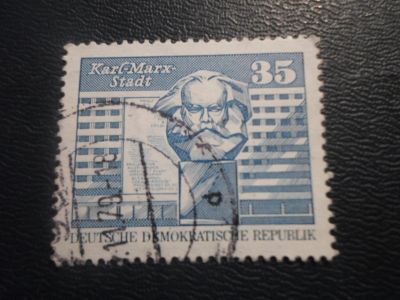 Karl-Marx-
Stadt
35
DEUTSCHE DEMOKRATISCHE REPUBLIK